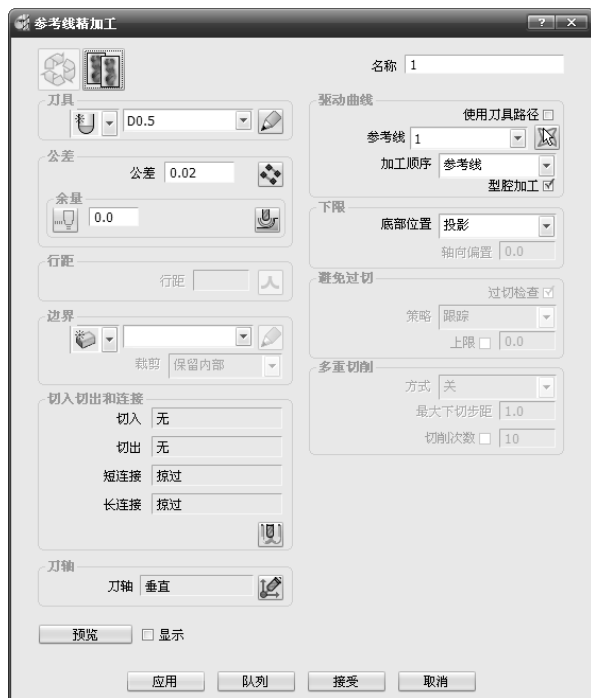 参考线精加工
名称 1
刀具
D0.5
公差
公差 0.02
余量
0.0
行距
行距
边界
裁剪 保留内部
切入切出和连接
切入 无
切出 无
短连接 掠过
长连接 掠过
刀轴
刀轴 垂直
预览 显示
驱动曲线
使用刀具路径
参考线 1
加工顺序 参考线
型腔加工
下限
底部位置 投影
轴向偏置 0.0
避免过切
过切检查
策略 跟踪
上限 0.0
多重切削
方式 关
最大下切步距 1.0
切削次数 10
应用 队列 接受 取消